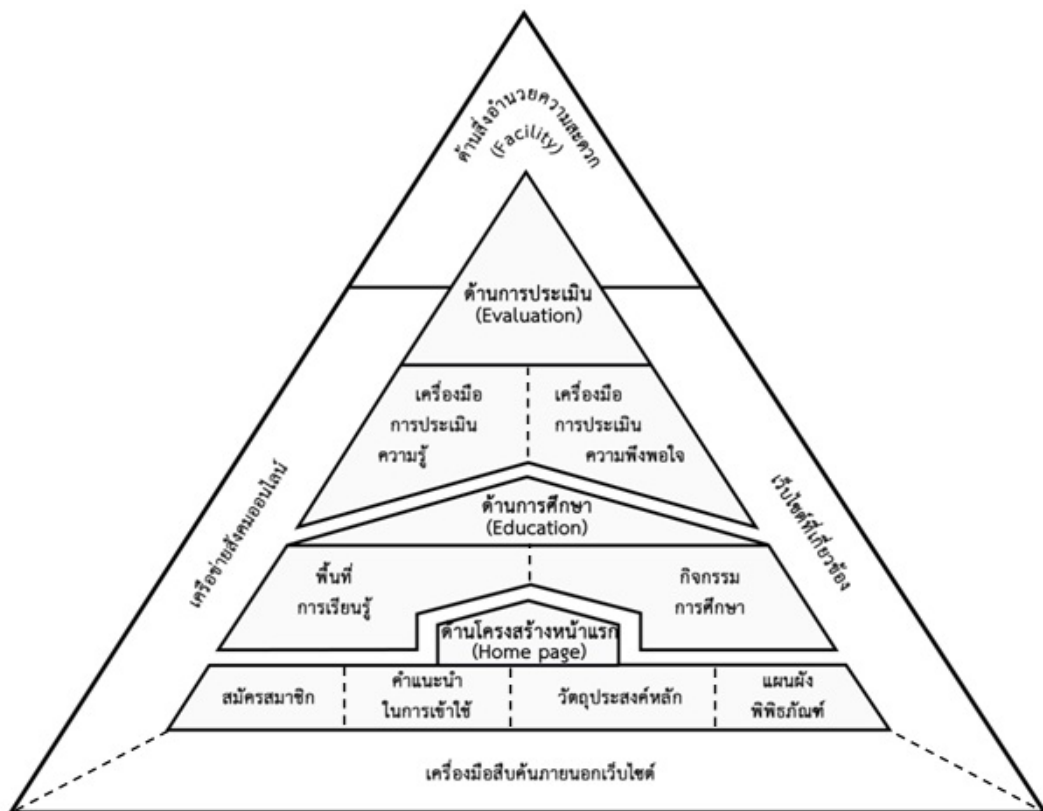 ด้านสิ่งอำนวยความสะดวก
(Facility)
ด้านการประเมิน
(Evaluation)
เครื่องมือ
การประเมิน
ความรู้
เครื่องมือ
การประเมิน
ความพึงพอใจ
เครือข่ายสังคมออนไลน์
เว็บไซต์ที่เกี่ยวข้อง
ด้านการศึกษา
(Education)
พื้นที่
การเรียนรู้
กิจกรรม
การศึกษา
ด้านโครงสร้างหน้าแรก
(Home page)
สมัครสมาชิก
คำแนะนำ
ในการเข้าใช้
วัตถุประสงค์หลัก
แผนผัง
พิพิธภัณฑ์
เครื่องมือสืบค้นภายนอกเว็บไซต์